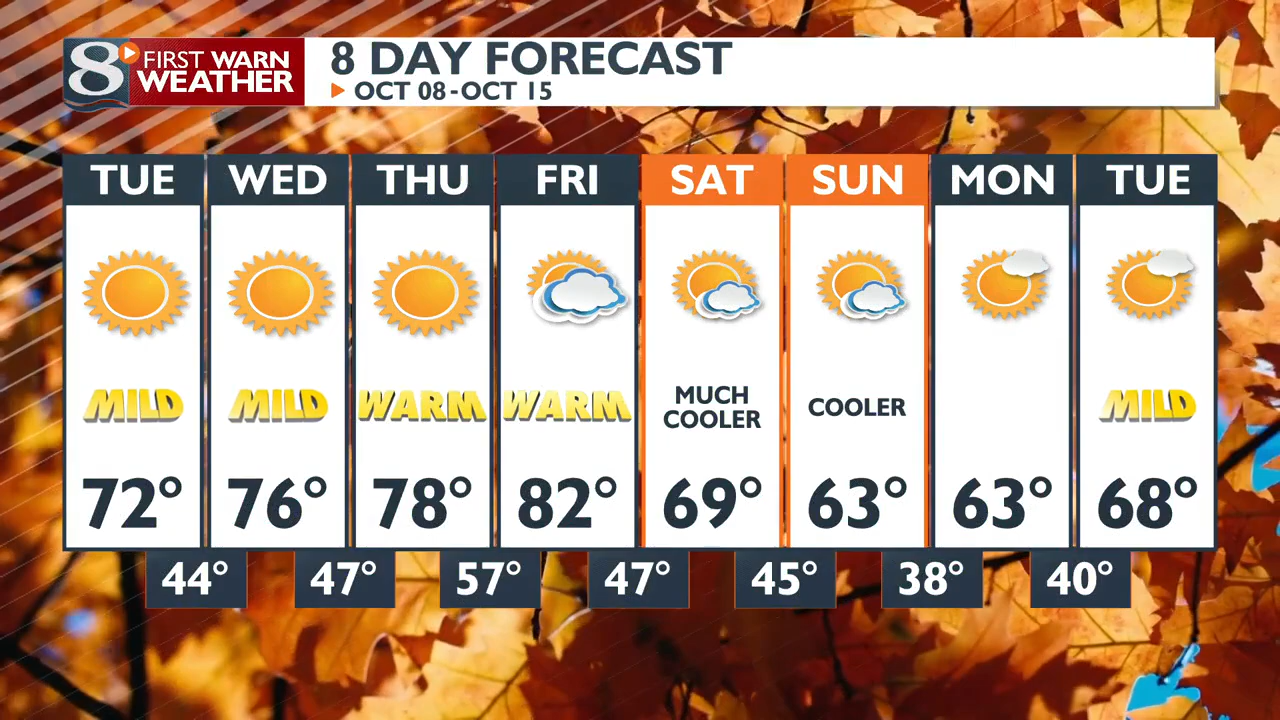 8 FIRST WARN
WEATHER
8 DAY FORECAST
OCT 08-OCT 15
TUE WED THU FRI SAT SUN MON TUE
MILD MILD WARM WARM MUCH COOLER COOLER MILD
72° 76° 78° 82° 69° 63° 63° 68°
44° 47° 57° 47° 45° 38° 40°